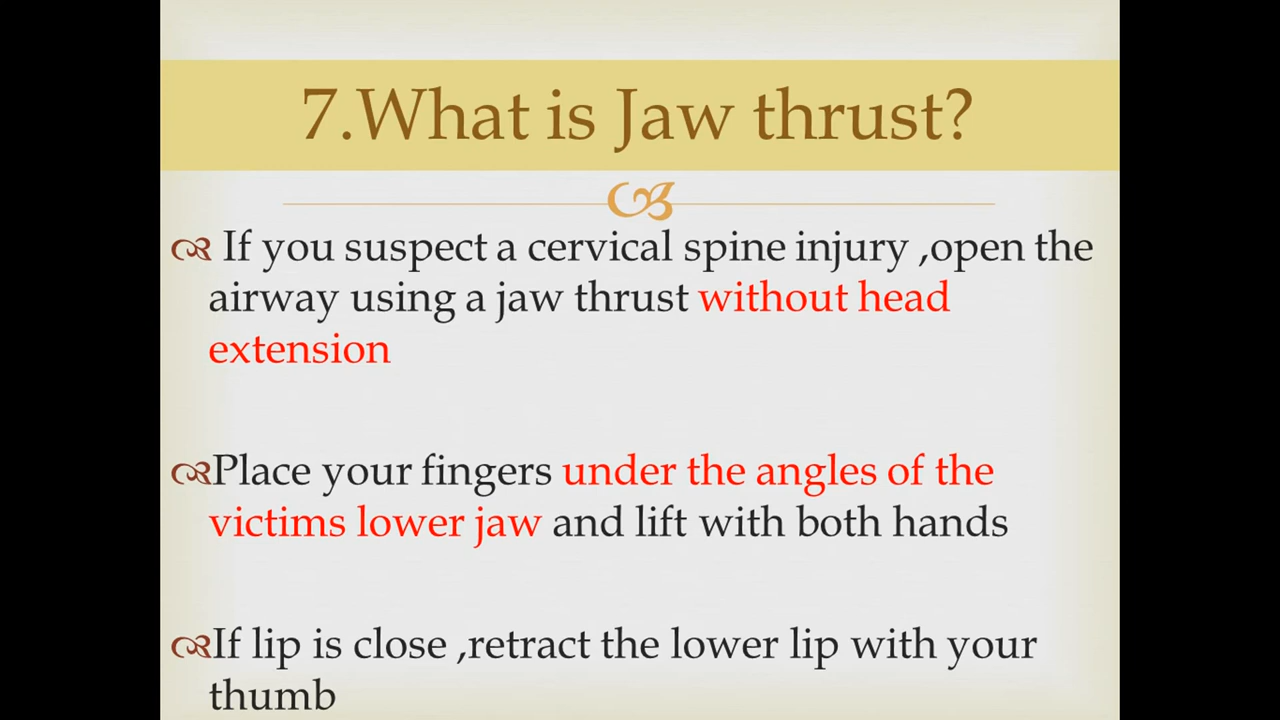 7.What is Jaw thrust?
If you suspect a cervical spine injury ,open the
airway using a jaw thrust without head
extension
Place your fingers under the angles of the
victims lower jaw and lift with both hands
If lip is close ,retract the lower lip with your
thumb